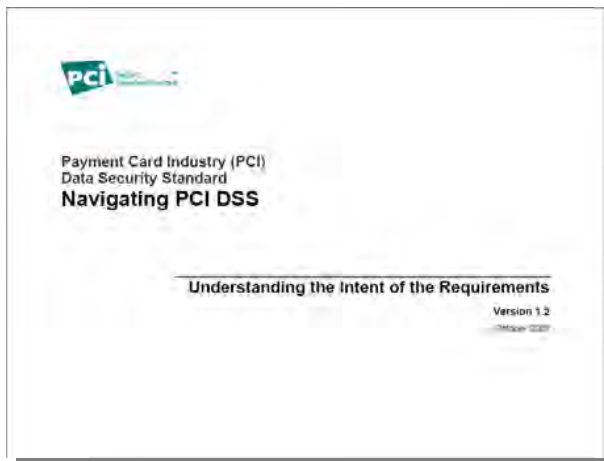 PCI
Payment Card Industry (PCI)
Data Security Standard
Navigating PCI DSS
Understanding the Intent of the Requirements
Version 1.2
October